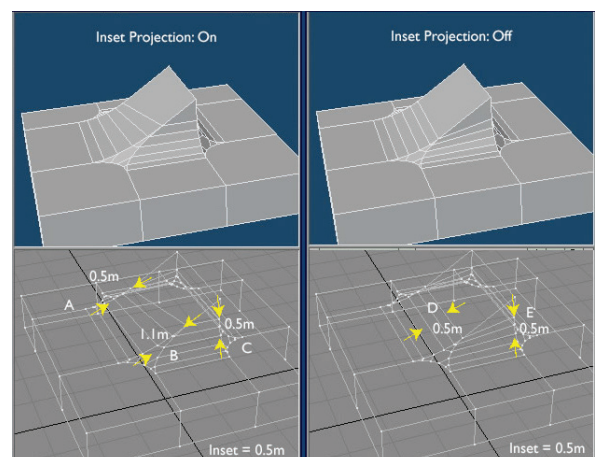 Inset Projection: On
Inset Projection: Off
0.5m
A
0.5m
1.1m
B
C
Inset = 0.5m
D
E
0.5m
0.5m
Inset = 0.5m